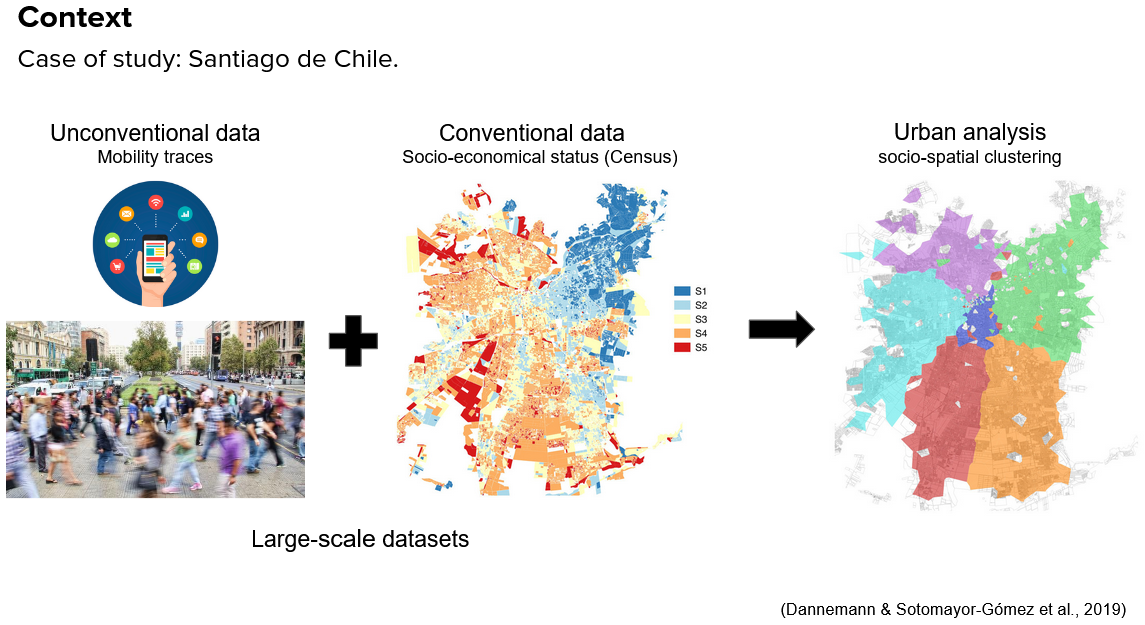 Context
Case of study: Santiago de Chile.
Unconventional data
Mobility traces
Conventional data
Socio-economical status (Census)
Urban analysis
socio-spatial clustering
S1
S2
S3
S4
S5
Large-scale datasets
(Dannemann & Sotomayor-Gómez et al., 2019)